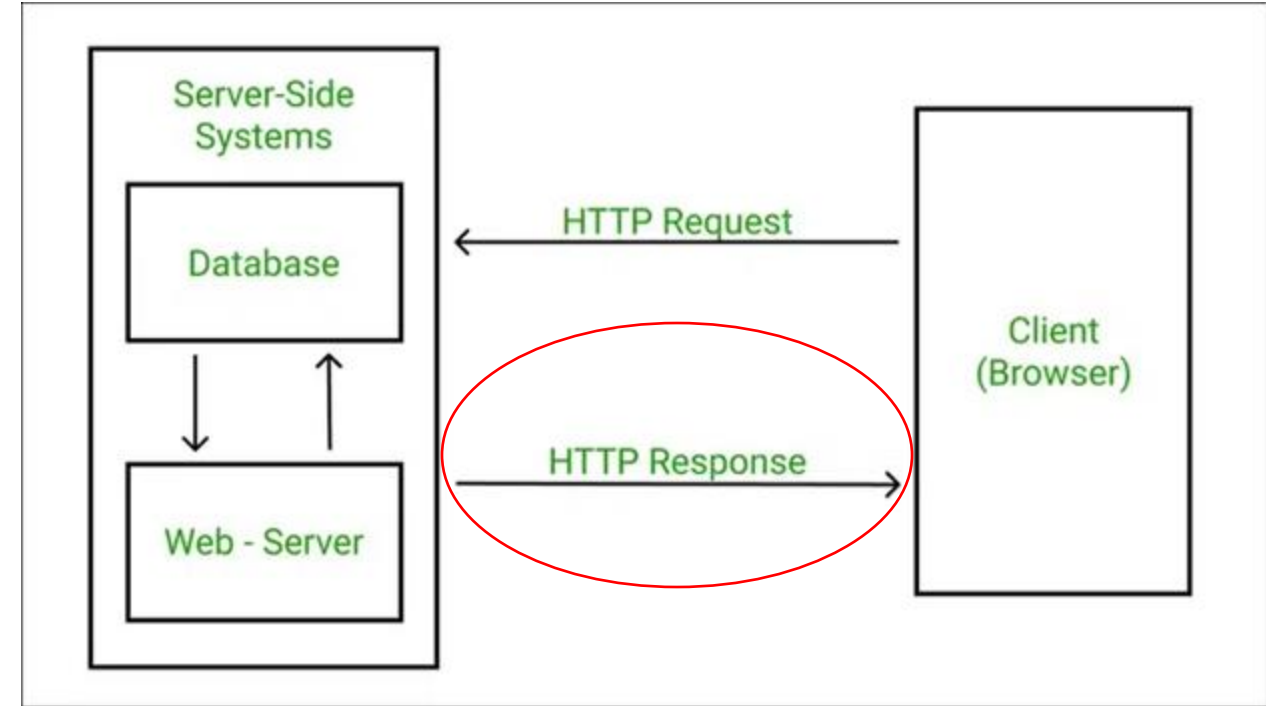 Server-Side
Systems
Database
Web - Server
HTTP Request
HTTP Response
Client
(Browser)